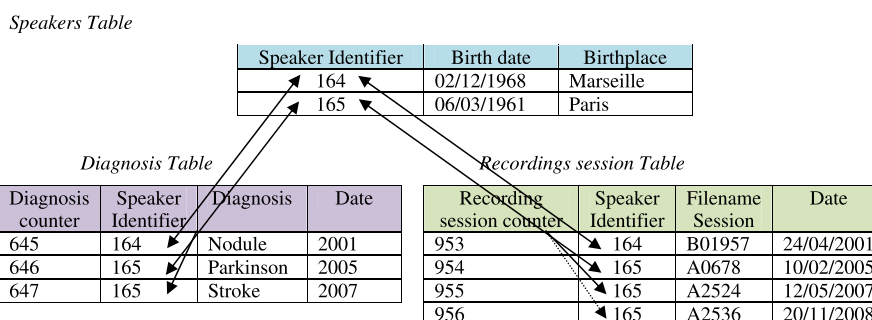 Speakers Table
Speaker Identifier Birth date Birthplace
164 02/12/1968 Marseille
165 06/03/1961 Paris
Diagnosis Table
Diagnosis counter Speaker Identifier Diagnosis Date
645 164 Nodule 2001
646 165 Parkinson 2005
647 165 Stroke 2007
Recordings session Table
Recording session counter Speaker Identifier Filename Session Date
953 164 B01957 24/04/2001
954 165 A0678 10/02/2005
955 165 A2524 12/05/2007
956 165 A2536 20/11/2008